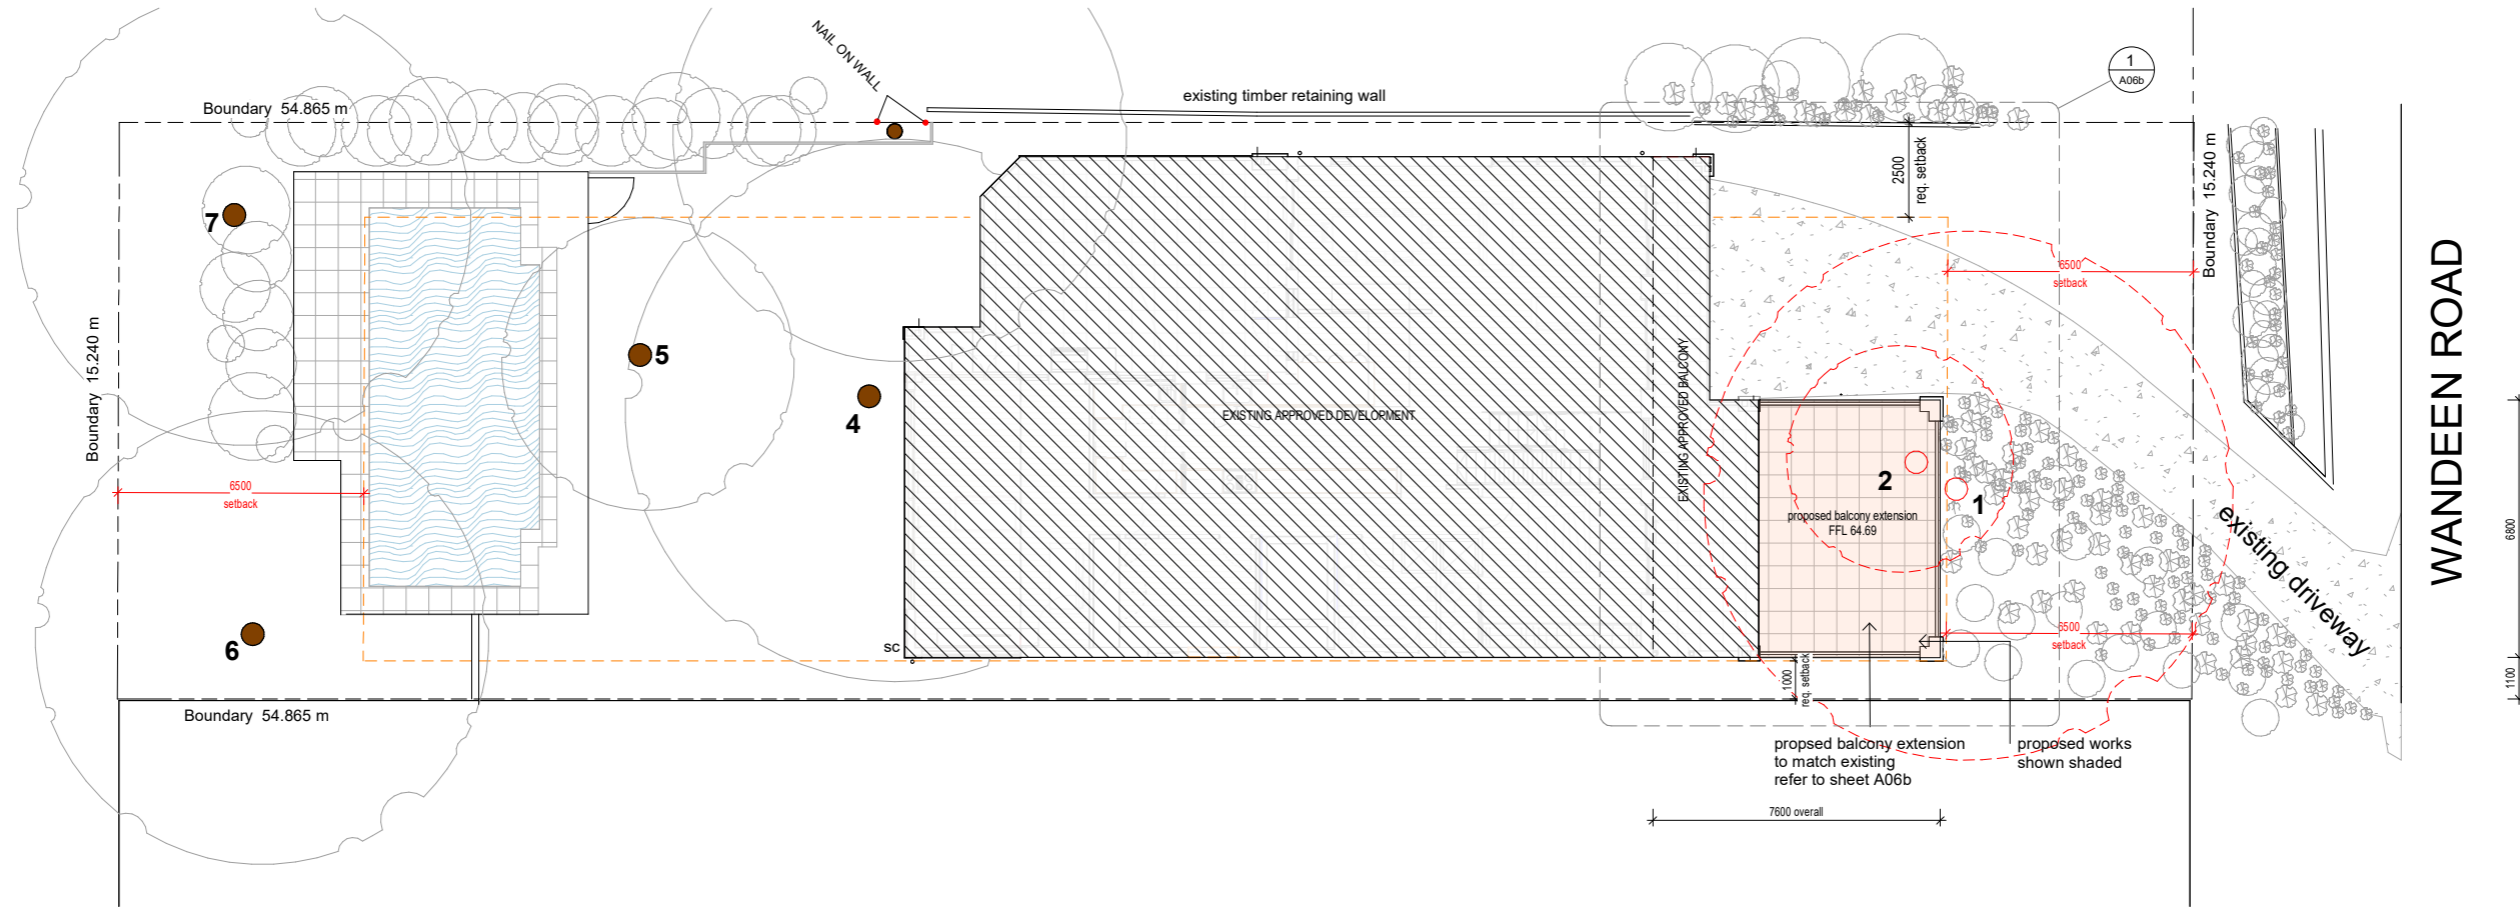 NAIL ON WALL
1
A06b
Boundary 54.865 m
existing timber retaining wall
2500
req. setback
Boundary 15.240 m
7
6500
setback
WANDEEN ROAD
Boundary 15.240 m
5
4
EXISTING APPROVED DEVELOPMENT
EXISTING APPROVED BALCONY
2
1
6500
setback
proposed balcony extension
FFL 64.69
existing driveway
6800
6
SC
6500
setback
1000
req. setback
1100
Boundary 54.865 m
propsed balcony extension
to match existing
refer to sheet A06b
proposed works
shown shaded
7600 overall